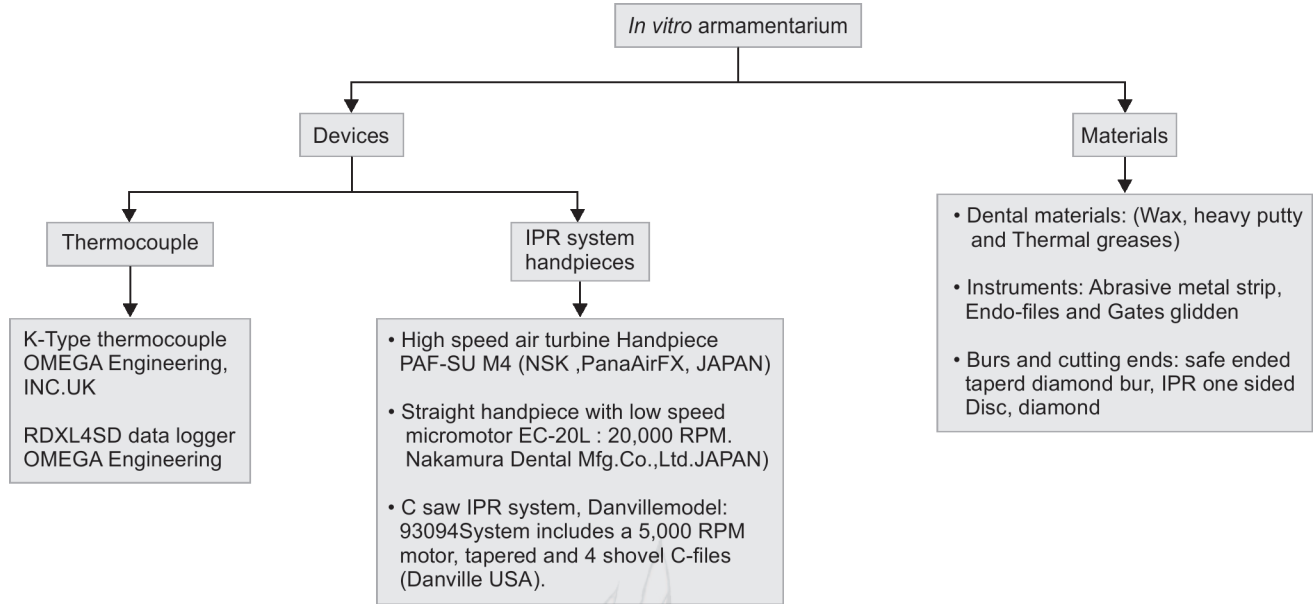 In vitro armamentarium
Devices
Materials
Thermocouple
IPR system
handpieces
K-Type thermocouple
OMEGA Engineering,
INC.UK
RDXL4SD data logger
OMEGA Engineering
• High speed air turbine Handpiece
PAF-SU M4 (NSK ,PanaAirFX, JAPAN)
• Straight handpiece with low speed
micromotor EC-20L : 20,000 RPM.
Nakamura Dental Mfg.Co.,Ltd.JAPAN)
• C saw IPR system, Danvillemodel:
93094System includes a 5,000 RPM
motor, tapered and 4 shovel C-files
(Danville USA).
• Dental materials: (Wax, heavy putty
and Thermal greases)
• Instruments: Abrasive metal strip,
Endo-files and Gates glidden
• Burs and cutting ends: safe ended
taperd diamond bur, IPR one sided
Disc, diamond